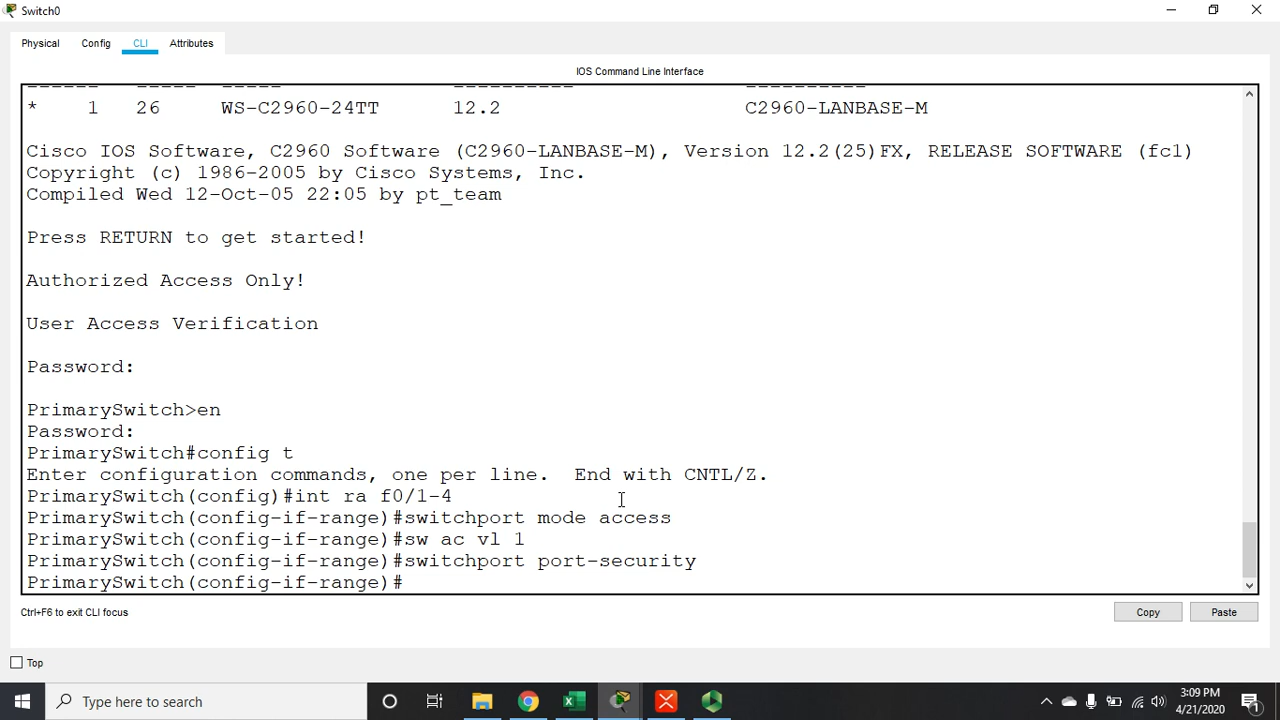 Switch0
Physical Config CLI Attributes
IOS Command Line Interface
------ ----- ----- ---------- ----------
* 1 26 WS-C2960-24TT 12.2 C2960-LANBASE-M
Cisco IOS Software, C2960 Software (C2960-LANBASE-M), Version 12.2(25)FX, RELEASE SOFTWARE (fc1)
Copyright (c) 1986-2005 by Cisco Systems, Inc.
Compiled Wed 12-Oct-05 22:05 by pt_team
Press RETURN to get started!
Authorized Access Only!
User Access Verification
Password:
PrimarySwitch>en
Password:
PrimarySwitch#config t
Enter configuration commands, one per line. End with CNTL/Z.
PrimarySwitch(config)#int ra f0/1-4
PrimarySwitch(config-if-range)#switchport mode access
PrimarySwitch(config-if-range)#sw ac vl 1
PrimarySwitch(config-if-range)#switchport port-security
PrimarySwitch(config-if-range)#
Ctrl+F6 to exit CLI focus
Copy Paste
Top
Type here to search
3:09 PM
4/21/2020
1